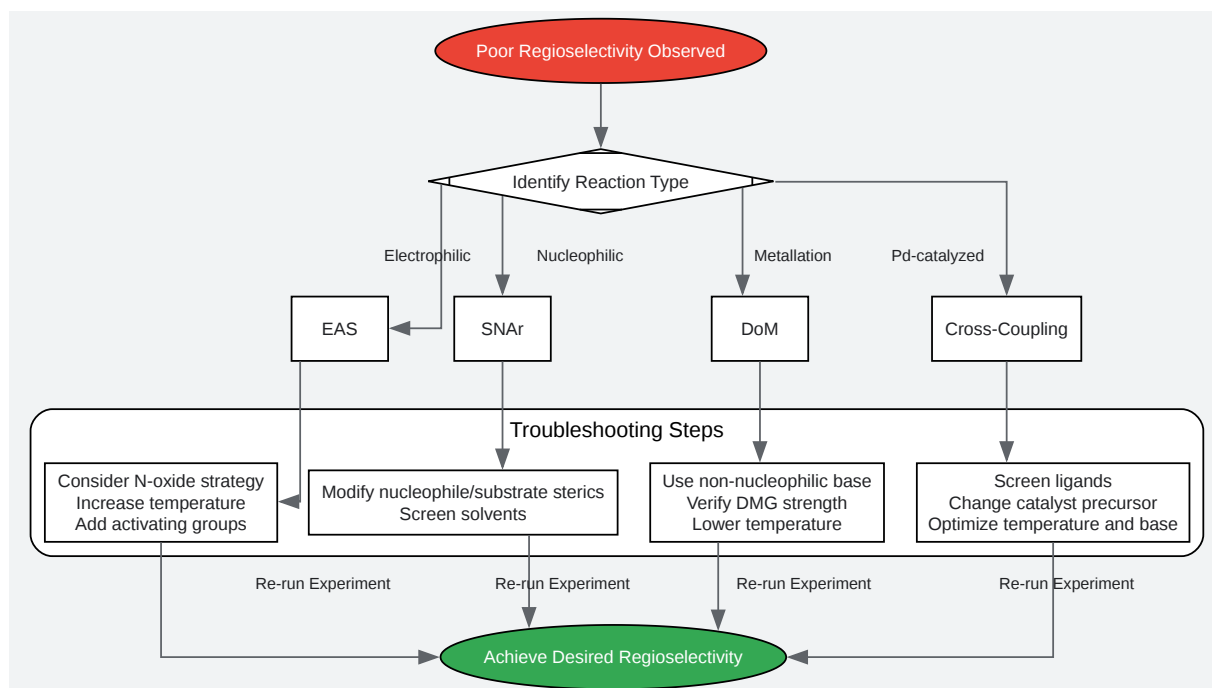 Poor Regioselectivity Observed
Identify Reaction Type
Electrophilic
Nucleophilic
Metallation
Pd-catalyzed
EAS
SNAr
DoM
Cross-Coupling
Troubleshooting Steps
Consider N-oxide strategy
Increase temperature
Add activating groups
Modify nucleophile/substrate sterics
Screen solvents
Use non-nucleophilic base
Verify DMG strength
Lower temperature
Screen ligands
Change catalyst precursor
Optimize temperature and base
Re-run Experiment
Re-run Experiment
Re-run Experiment
Re-run Experiment
Achieve Desired Regioselectivity